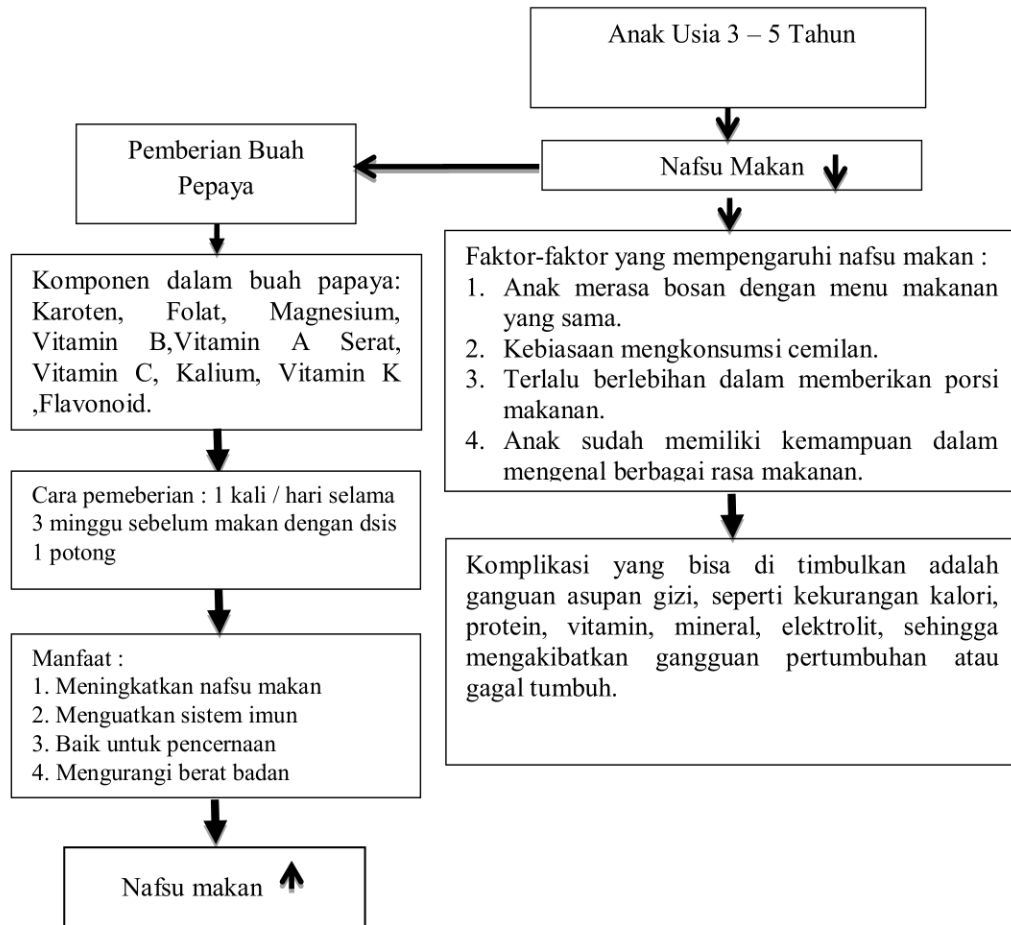 Anak Usia 3 – 5 Tahun
Nafsu Makan
Pemberian Buah
Pepaya
Faktor-faktor yang mempengaruhi nafsu makan :
1. Anak merasa bosan dengan menu makanan
yang sama.
2. Kebiasaan mengkonsumsi cemilan.
3. Terlalu berlebihan dalam memberikan porsi
makanan.
4. Anak sudah memiliki kemampuan dalam
mengenal berbagai rasa makanan.
Komplikasi yang bisa di timbulkan adalah
ganguan asupan gizi, seperti kekurangan kalori,
protein, vitamin, mineral, elektrolit, sehingga
mengakibatkan gangguan pertumbuhan atau
gagal tumbuh.
Komponen dalam buah papaya:
Karoten, Folat, Magnesium,
Vitamin B,Vitamin A Serat,
Vitamin C, Kalium, Vitamin K
,Flavonoid.
Cara pemeberian : 1 kali / hari selama
3 minggu sebelum makan dengan dsis
1 potong
Manfaat :
1. Meningkatkan nafsu makan
2. Menguatkan sistem imun
3. Baik untuk pencernaan
4. Mengurangi berat badan
Nafsu makan